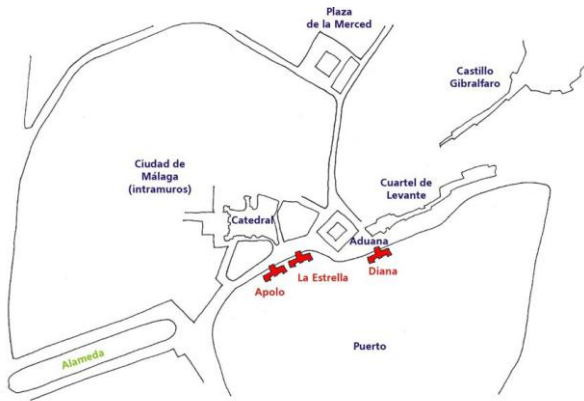 Plaza
de la Merced
Castillo
Gibralfaro
Ciudad de
Málaga
(intramuros)
Cuartel de
Levante
Catedral
Aduana
La Estrella
Diana
Apolo
Puerto
Alameda